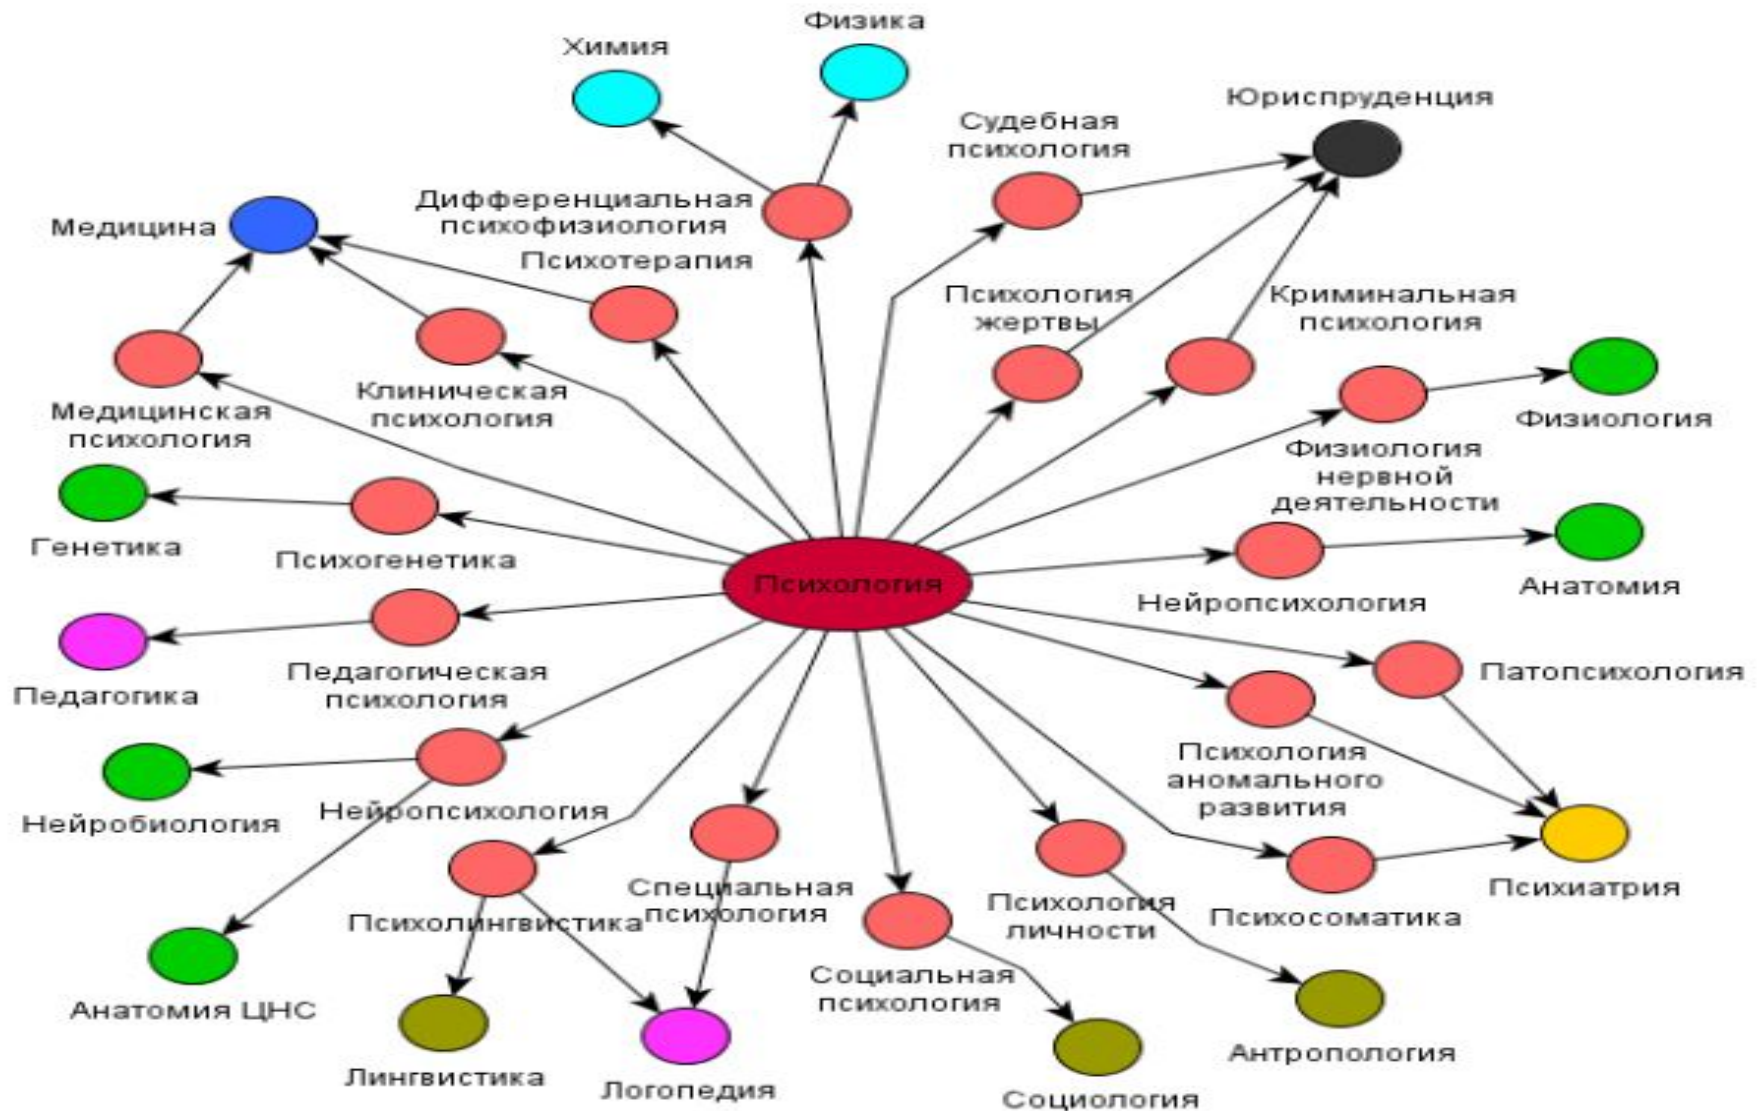 Физика
Химия
Юриспруденция
Судебная
психология
Дифференциальная
психофизиология
Медицина
Психотерапия
Психология
жертвы
Криминальная
психология
Клиническая
психология
Медицинская
психология
Физиология
Физиология
нервной
деятельности
Генетика
Психогенетика
Психология
Анатомия
Нейропсихология
Педагогика
Педагогическая
психология
Патопсихология
Психология
аномального
развития
Нейробиология
Нейропсихология
Психиатрия
Специальная
психология
Психолингвистика
Психология
личности
Психосоматика
Социальная
психология
Анатомия ЦНС
Антропология
Лингвистика
Логопедия
Социология